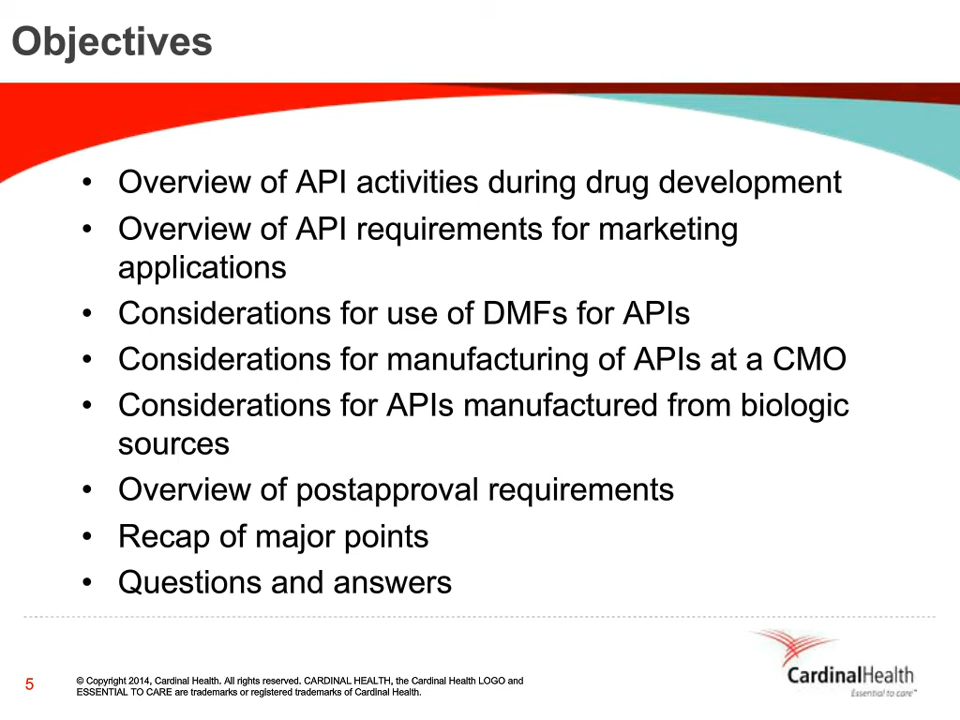 Objectives
• Overview of API activities during drug development
• Overview of API requirements for marketing
applications
• Considerations for use of DMFs for APIs
• Considerations for manufacturing of APIs at a CMO
• Considerations for APIs manufactured from biologic
sources
• Overview of postapproval requirements
• Recap of major points
• Questions and answers
CardinalHealth
Essential to care™
5
© Copyright 2014, Cardinal Health. All rights reserved. CARDINAL HEALTH, the Cardinal Health LOGO and
ESSENTIAL TO CARE are trademarks or registered trademarks of Cardinal Health.